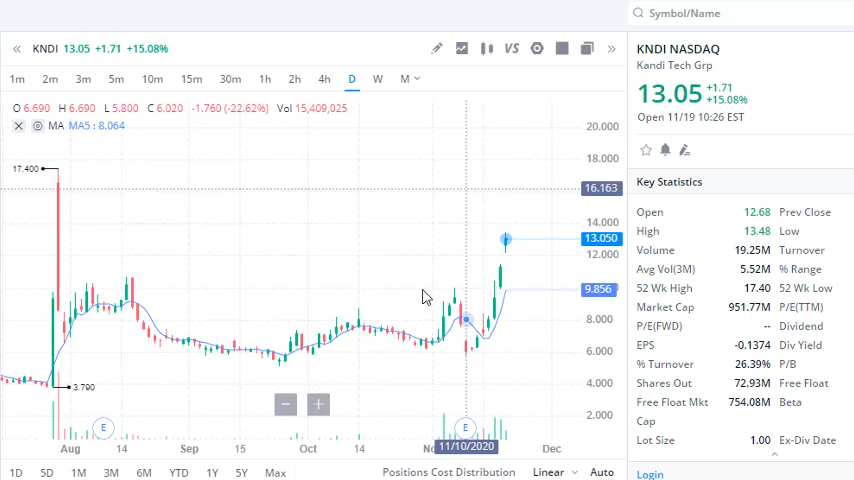 Symbol/Name
KNDI 13.05 +1.71 +15.08%
VS
1m 2m 3m 5m 10m 15m 30m 1h 2h 4h D W M
O 6.690 H 6.690 L 5.800 C 6.020 -1.760 (-22.62%) Vol 15,409,025
MA MA5 : 8.064
20.000
18.000
17.400
16.163
14.000
13.050
12.000
9.856
8.000
6.000
4.000
3.790
2.000
E E
Aug 14 Sep 15 Oct 14 No 11/10/2020 Dec
1D 5D 1M 3M 6M YTD 1Y 5Y Max Positions Cost Distribution Linear Auto
KNDI NASDAQ
Kandi Tech Grp
13.05 +1.71
+15.08%
Open 11/19 10:26 EST
Key Statistics
Open 12.68 Prev Close
High 13.48 Low
Volume 19.25M Turnover
Avg Vol(3M) 5.52M % Range
52 Wk High 17.40 52 Wk Low
Market Cap 951.77M P/E(TTM)
P/E(FWD) -- Dividend
EPS -0.1374 Div Yield
% Turnover 26.39% P/B
Shares Out 72.93M Free Float
Free Float Mkt 754.08M Beta
Cap
Lot Size 1.00 Ex-Div Date
Login